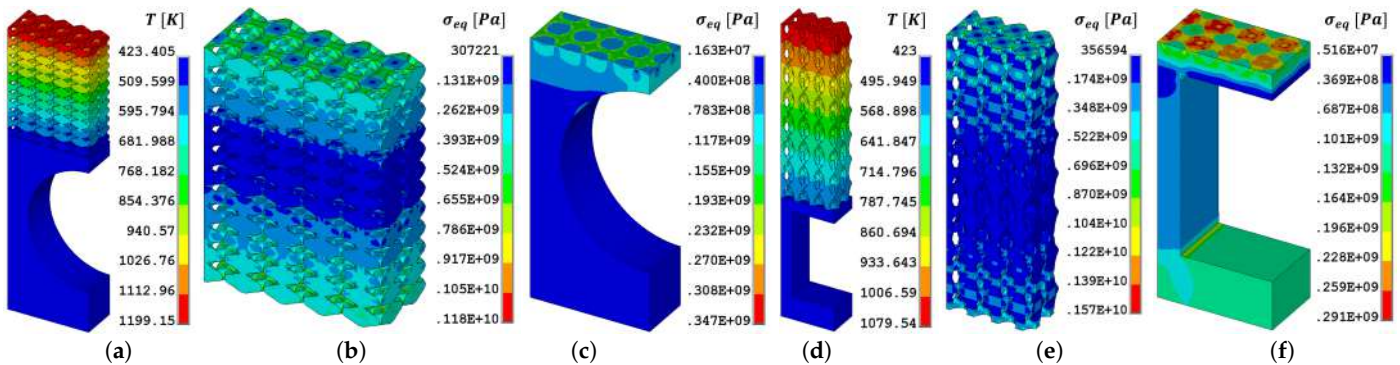 T [K]
423.405
509.599
595.794
681.988
768.182
854.376
940.57
1026.76
1112.96
1199.15
(a)
σeq [Pa]
307221
.131E+09
.262E+09
.393E+09
.524E+09
.655E+09
.786E+09
.917E+09
.105E+10
.118E+10
(b)
σeq [Pa]
.163E+07
.400E+08
.783E+08
.117E+09
.155E+09
.193E+09
.232E+09
.270E+09
.308E+09
.347E+09
(c)
T [K]
423
495.949
568.898
641.847
714.796
787.745
860.694
933.643
1006.59
1079.54
(d)
σeq [Pa]
356594
.174E+09
.348E+09
.522E+09
.696E+09
.870E+09
.104E+10
.122E+10
.139E+10
.157E+10
(e)
σeq [Pa]
.516E+07
.369E+08
.687E+08
.101E+09
.132E+09
.164E+09
.196E+09
.228E+09
.259E+09
.291E+09
(f)